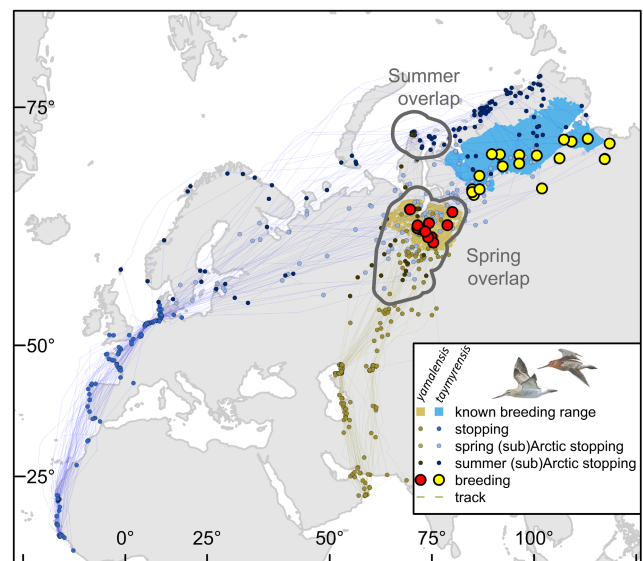 Summer
overlap
75°
Spring
overlap
50°
yamalensis
taymyrensis
known breeding range
stopping
spring (sub)Arctic stopping
summer (sub)Arctic stopping
breeding
track
25°
0° 25° 50° 75° 100°